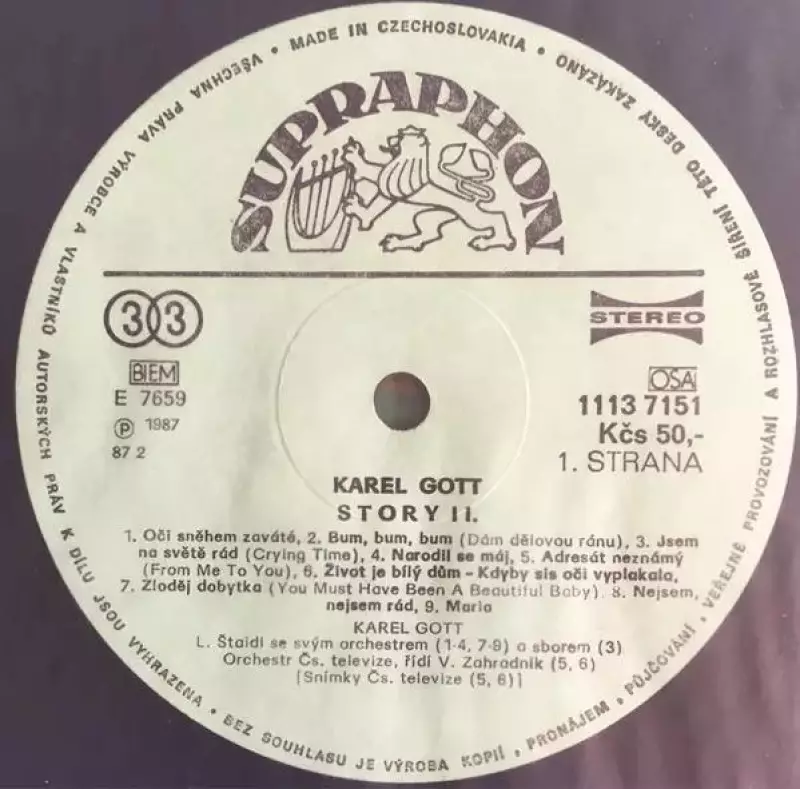 VŠECHNA PRÁVA VÝROBCE A VLASTNÍKŮ AUTORSKÝCH PRÁV K DÍLU JSOU VYHRAZENA • BEZ SOUHLASU JE VÝROBA KOPIÍ, PRONÁJEM, PŮJČOVÁNÍ, VEŘEJNÉ PROVOZOVÁNÍ A ROZHLASOVÉ ŠÍŘENÍ TÉTO DESKY ZAKÁZÁNO • MADE IN CZECHOSLOVAKIA •
SUPRAPHON
33
STEREO
BIEM
E 7659
Ⓟ 1987
87 2
OSA
1113 7151
Kčs 50,-
1. STRANA
KAREL GOTT
STORY II.
1. Oči sněhem zaváté, 2. Bum, bum, bum (Dám dělovou ránu), 3. Jsem
na světě rád (Crying Time), 4. Narodil se máj, 5. Adresát neznámý
(From Me To You), 6. Život je bílý dům - Kdyby sis oči vyplakala,
7. Zloděj dobytka (You Must Have Been A Beautiful Baby), 8. Nejsem,
nejsem rád, 9. Maria
KAREL GOTT
L. Štaidl se svým orchestrem (1-4, 7-9) a sborem (3)
Orchestr Čs. televize, řídí V. Zahradník (5, 6)
[Snímky Čs. televize (5, 6)]